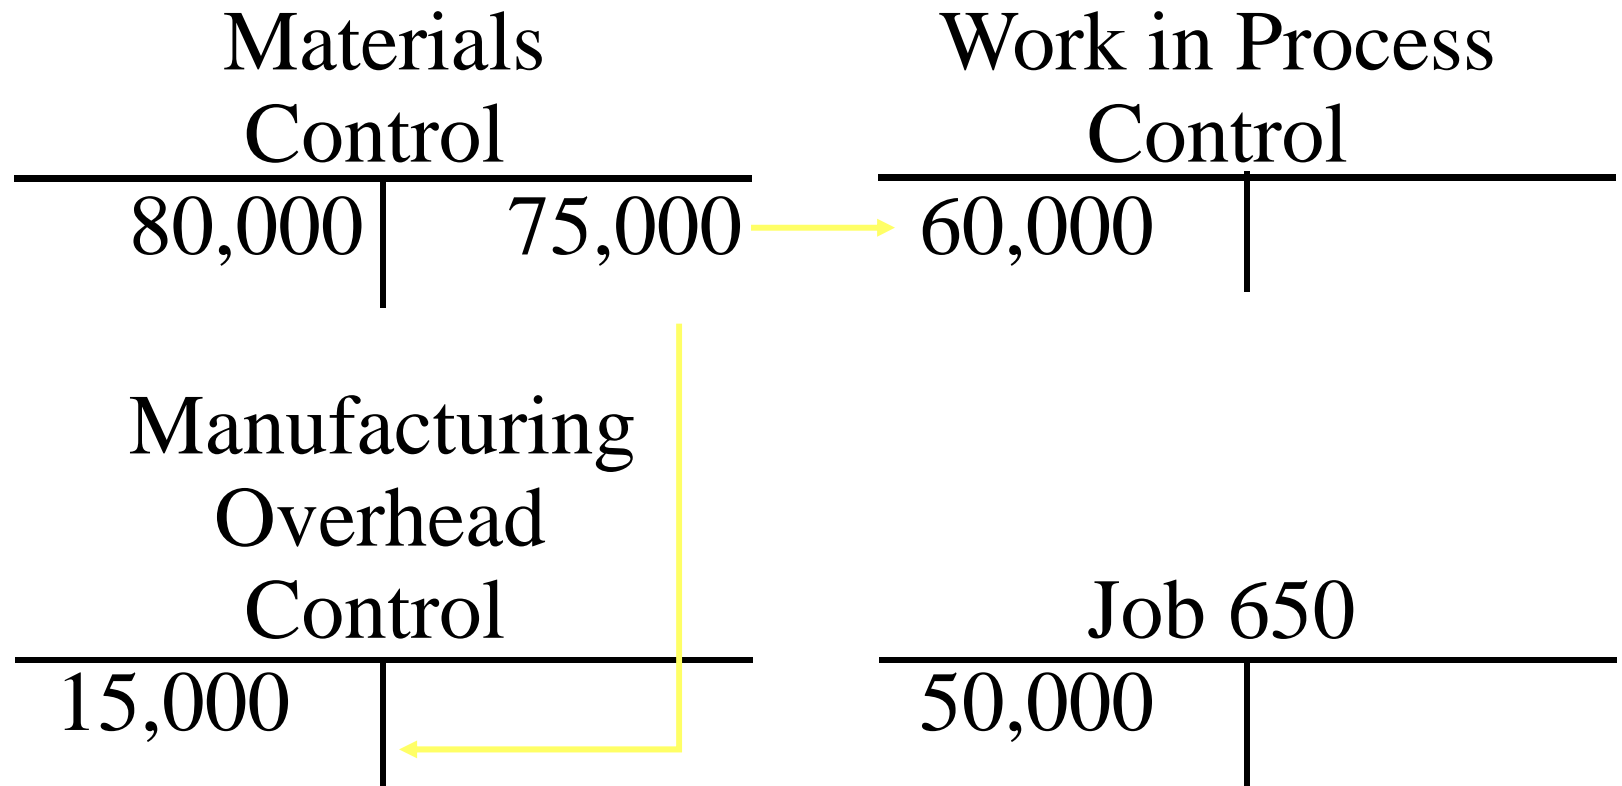 Materials
Control
80,000 75,000
Work in Process
Control
60,000
Manufacturing
Overhead
Control
15,000
Job 650
50,000